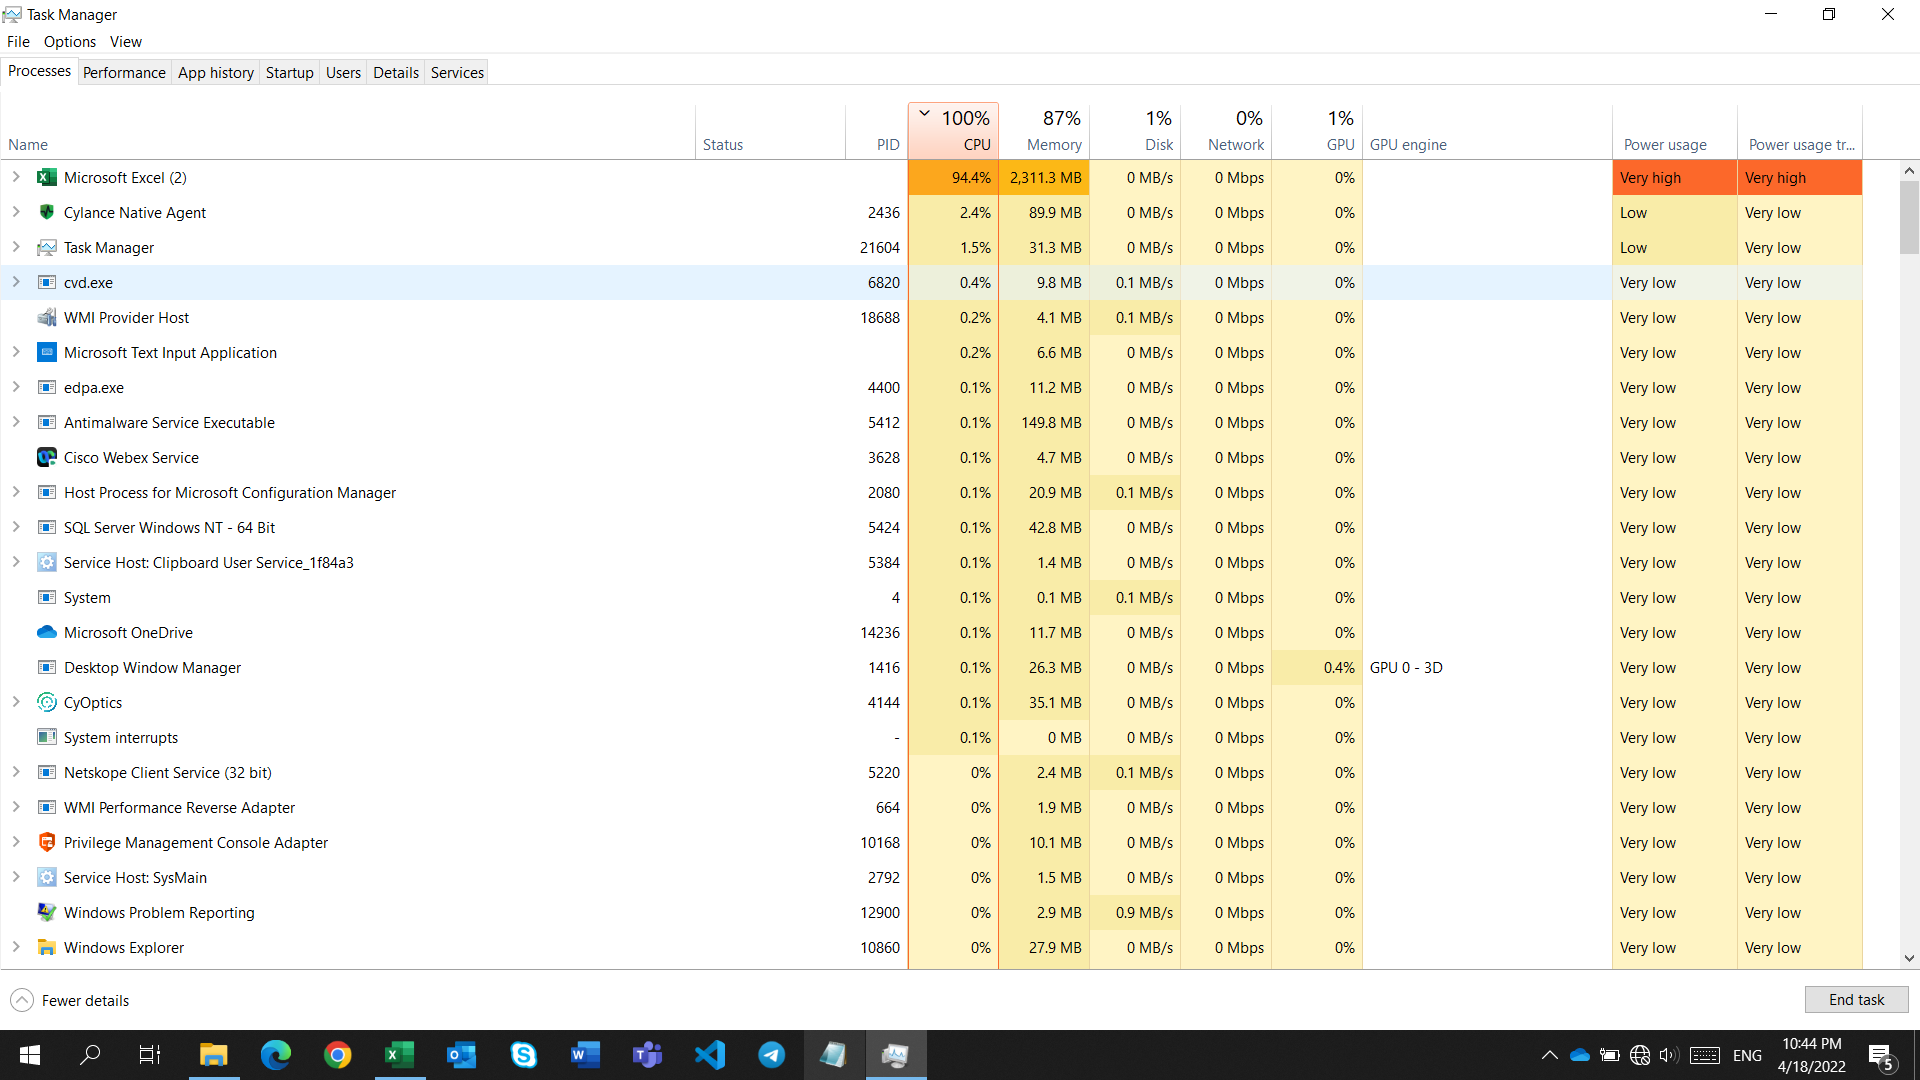 Task Manager
File Options View
Processes Performance App history Startup Users Details Services
100% 87% 1% 0% 1%
Name Status PID CPU Memory Disk Network GPU GPU engine Power usage Power usage tr...
Microsoft Excel (2) 94.4% 2,311.3 MB 0 MB/s 0 Mbps 0% Very high Very high
Cylance Native Agent 2436 2.4% 89.9 MB 0 MB/s 0 Mbps 0% Low Very low
Task Manager 21604 1.5% 31.3 MB 0 MB/s 0 Mbps 0% Low Very low
cvd.exe 6820 0.4% 9.8 MB 0.1 MB/s 0 Mbps 0% Very low Very low
WMI Provider Host 18688 0.2% 4.1 MB 0.1 MB/s 0 Mbps 0% Very low Very low
Microsoft Text Input Application 0.2% 6.6 MB 0 MB/s 0 Mbps 0% Very low Very low
edpa.exe 4400 0.1% 11.2 MB 0 MB/s 0 Mbps 0% Very low Very low
Antimalware Service Executable 5412 0.1% 149.8 MB 0 MB/s 0 Mbps 0% Very low Very low
Cisco Webex Service 3628 0.1% 4.7 MB 0 MB/s 0 Mbps 0% Very low Very low
Host Process for Microsoft Configuration Manager 2080 0.1% 20.9 MB 0.1 MB/s 0 Mbps 0% Very low Very low
SQL Server Windows NT - 64 Bit 5424 0.1% 42.8 MB 0 MB/s 0 Mbps 0% Very low Very low
Service Host: Clipboard User Service_1f84a3 5384 0.1% 1.4 MB 0 MB/s 0 Mbps 0% Very low Very low
System 4 0.1% 0.1 MB 0.1 MB/s 0 Mbps 0% Very low Very low
Microsoft OneDrive 14236 0.1% 11.7 MB 0 MB/s 0 Mbps 0% Very low Very low
Desktop Window Manager 1416 0.1% 26.3 MB 0 MB/s 0 Mbps 0.4% GPU 0 - 3D Very low Very low
CyOptics 4144 0.1% 35.1 MB 0 MB/s 0 Mbps 0% Very low Very low
System interrupts - 0.1% 0 MB 0 MB/s 0 Mbps 0% Very low Very low
Netskope Client Service (32 bit) 5220 0% 2.4 MB 0.1 MB/s 0 Mbps 0% Very low Very low
WMI Performance Reverse Adapter 664 0% 1.9 MB 0 MB/s 0 Mbps 0% Very low Very low
Privilege Management Console Adapter 10168 0% 10.1 MB 0 MB/s 0 Mbps 0% Very low Very low
Service Host: SysMain 2792 0% 1.5 MB 0 MB/s 0 Mbps 0% Very low Very low
Windows Problem Reporting 12900 0% 2.9 MB 0.9 MB/s 0 Mbps 0% Very low Very low
Windows Explorer 10860 0% 27.9 MB 0 MB/s 0 Mbps 0% Very low Very low
Fewer details End task
ENG 10:44 PM
4/18/2022 5